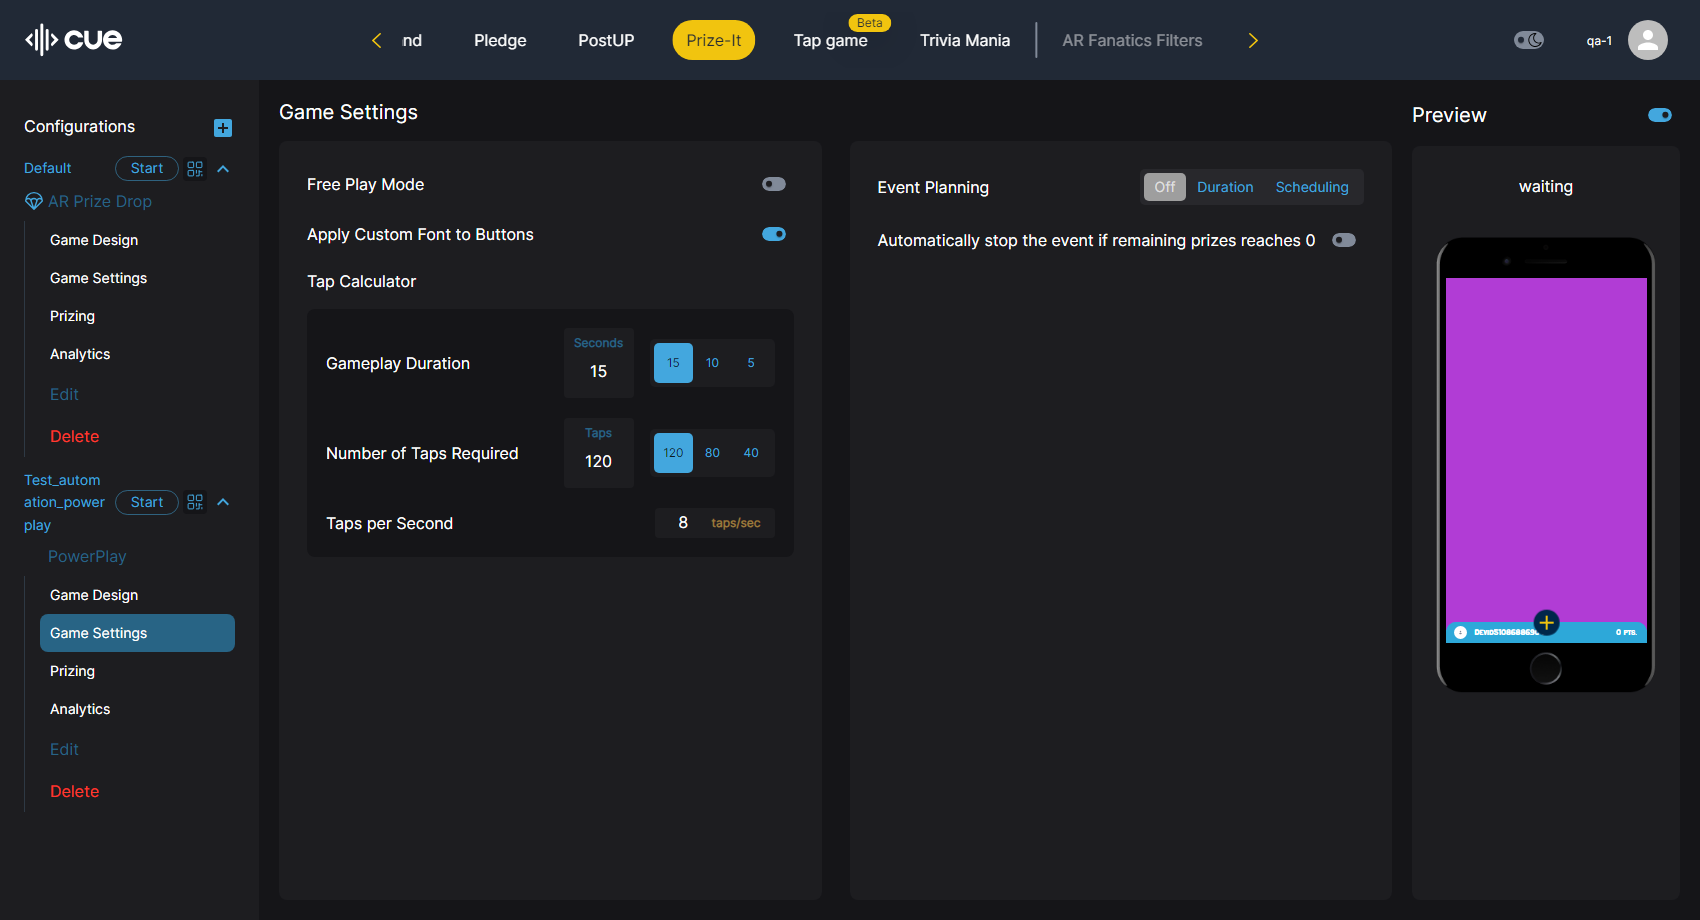 cue
nd
Pledge
PostUP
Prize-It
Beta
Tap game
Trivia Mania
AR Fanatics Filters
qa-1
Configurations
Default
Start
AR Prize Drop
Game Design
Game Settings
Prizing
Analytics
Edit
Delete
Test_autom
ation_power
play
Start
PowerPlay
Game Design
Game Settings
Prizing
Analytics
Edit
Delete
Game Settings
Free Play Mode
Apply Custom Font to Buttons
Tap Calculator
Gameplay Duration
Seconds
15
15 10 5
Number of Taps Required
Taps
120
120 80 40
Taps per Second
8 taps/sec
Event Planning
Off Duration Scheduling
Automatically stop the event if remaining prizes reaches 0
Preview
waiting
0 PTS.